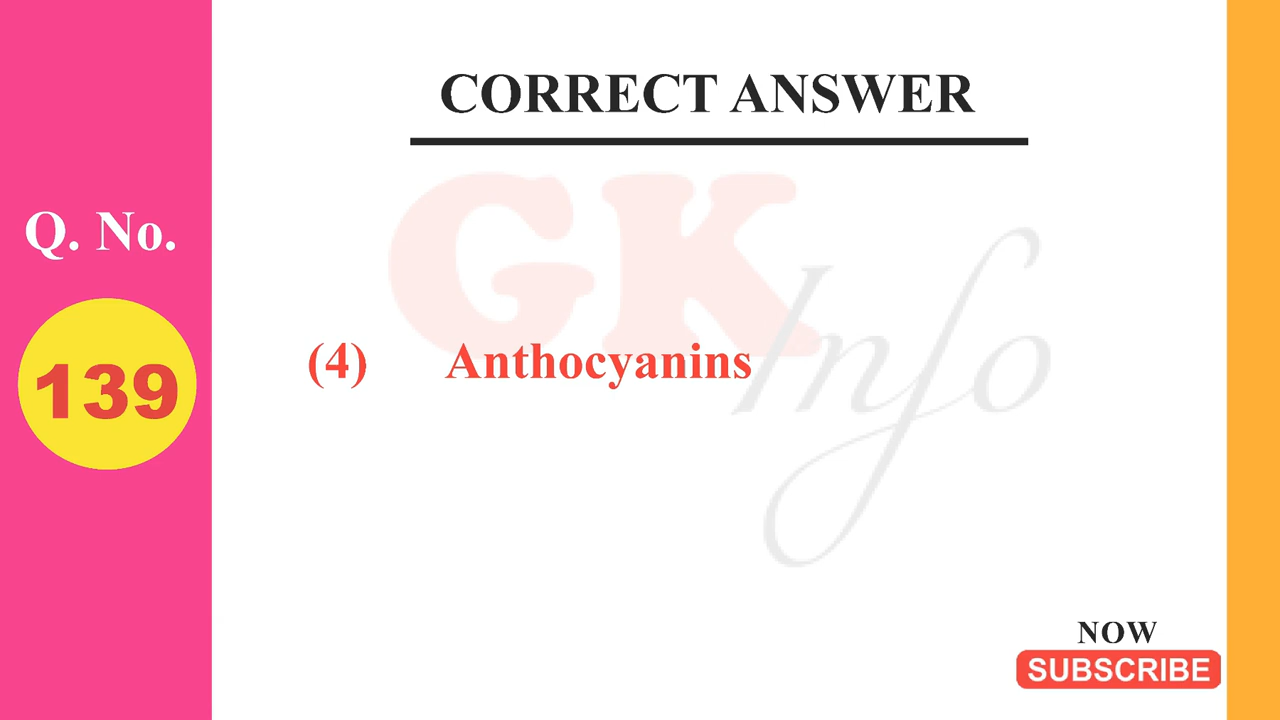 CORRECT ANSWER
GK Info
Q. No.
139
(4) Anthocyanins
NOW
SUBSCRIBE